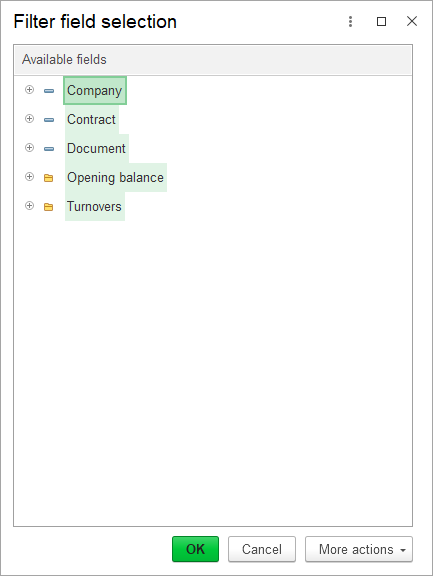 Filter field selection
Available fields
Company
Contract
Document
Opening balance
Turnovers
OK Cancel More actions